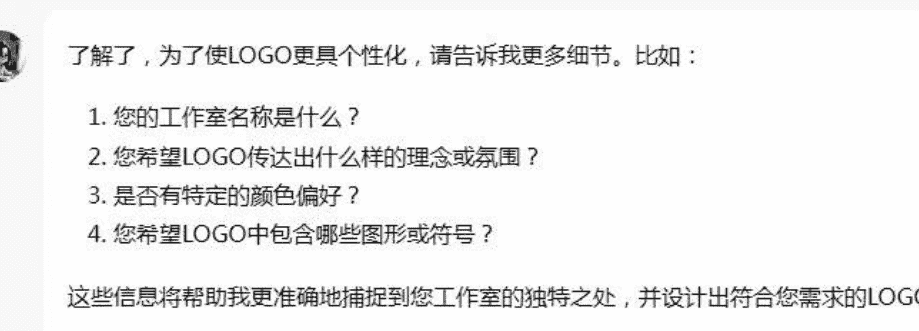 了解了，为了使LOGO更具个性化，请告诉我更多细节。比如：
1. 您的工作室名称是什么？
2. 您希望LOGO传达出什么样的理念或氛围？
3. 是否有特定的颜色偏好？
4. 您希望LOGO中包含哪些图形或符号？
这些信息将帮助我更准确地捕捉到您工作室的独特之处，并设计出符合您需求的LOGO